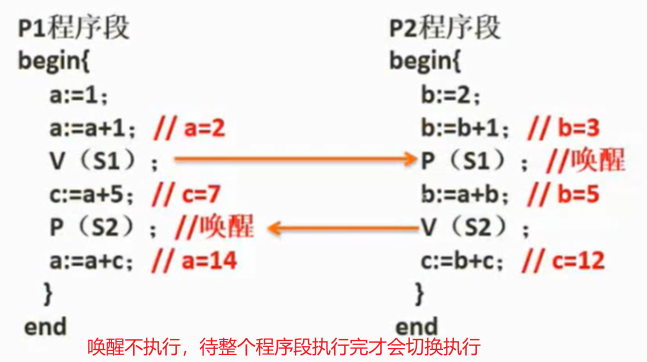 P1程序段
begin{
a:=1;
a:=a+1; // a=2
V（S1）;
c:=a+5; // c=7
P（S2）; //唤醒
a:=a+c; // a=14
}
end
P2程序段
begin{
b:=2;
b:=b+1; // b=3
P（S1）; //唤醒
b:=a+b; // b=5
V（S2）;
c:=b+c; // c=12
}
end
唤醒不执行，待整个程序段执行完才会切换执行